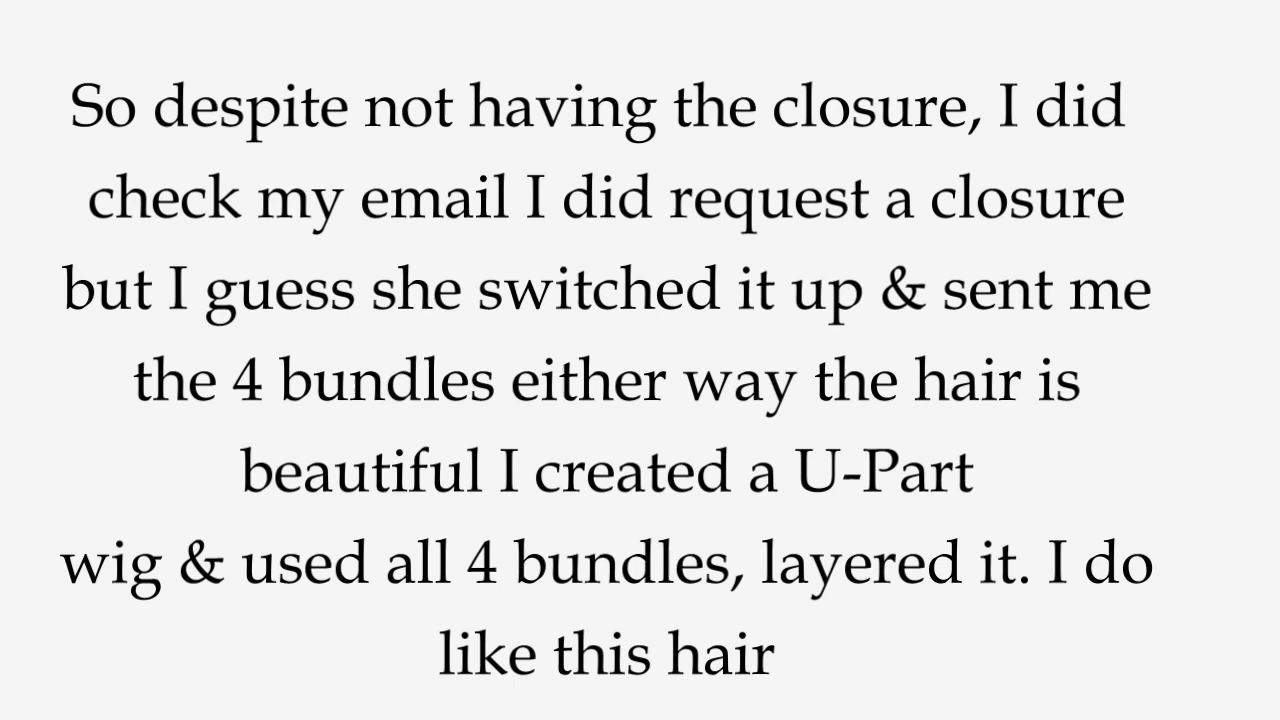 So despite not having the closure, I did
check my email I did request a closure
but I guess she switched it up & sent me
the 4 bundles either way the hair is
beautiful I created a U-Part
wig & used all 4 bundles, layered it. I do
like this hair